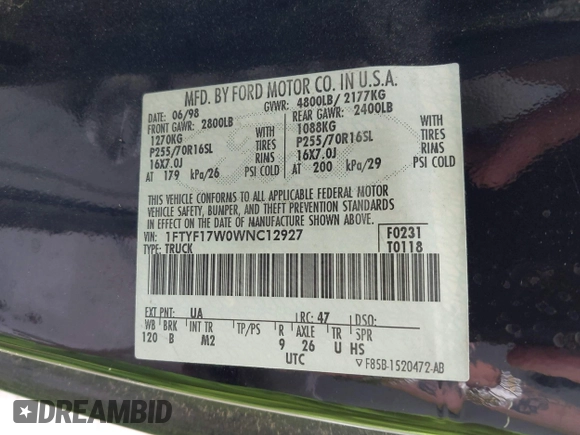 MFD. BY FORD MOTOR CO. IN U.S.A.
DATE: 06/98 GVWR: 4800LB/ 2177KG
FRONT GAWR: 2800LB REAR GAWR: 2400LB
1270KG WITH 1088KG WITH
P255/70R16SL TIRES P255/70R16SL TIRES
16X7.0J RIMS 16X7.0J RIMS
AT 179 kPa/26 PSI COLD AT 200 kPa/29 PSI COLD
THIS VEHICLE CONFORMS TO ALL APPLICABLE FEDERAL MOTOR
VEHICLE SAFETY, BUMPER, AND THEFT PREVENTION STANDARDS
IN EFFECT ON THE DATE OF MANUFACTURE SHOWN ABOVE.
VIN: 1FTYF17W0WNC12927 F0231
TYPE: TRUCK T0118
EXT PNT: UA RC: 47 DSO:
WB BRK INT TR TP/PS R AXLE TR SPR
120 B M2 9 26 U HS
UTC
▽F85B-1520472-AB
DREAMBID